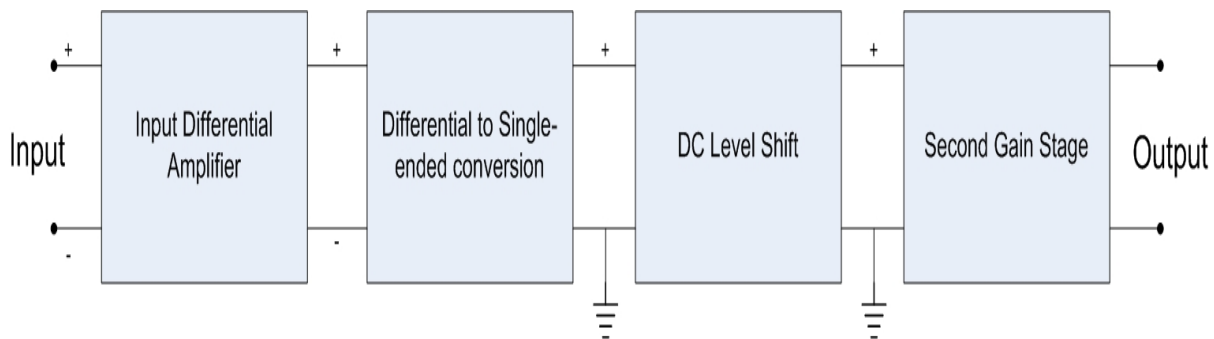 +
+
+
+
Input Differential
Amplifier
Differential to Single-
ended conversion
DC Level Shift
Second Gain Stage
Input
Output
-
-